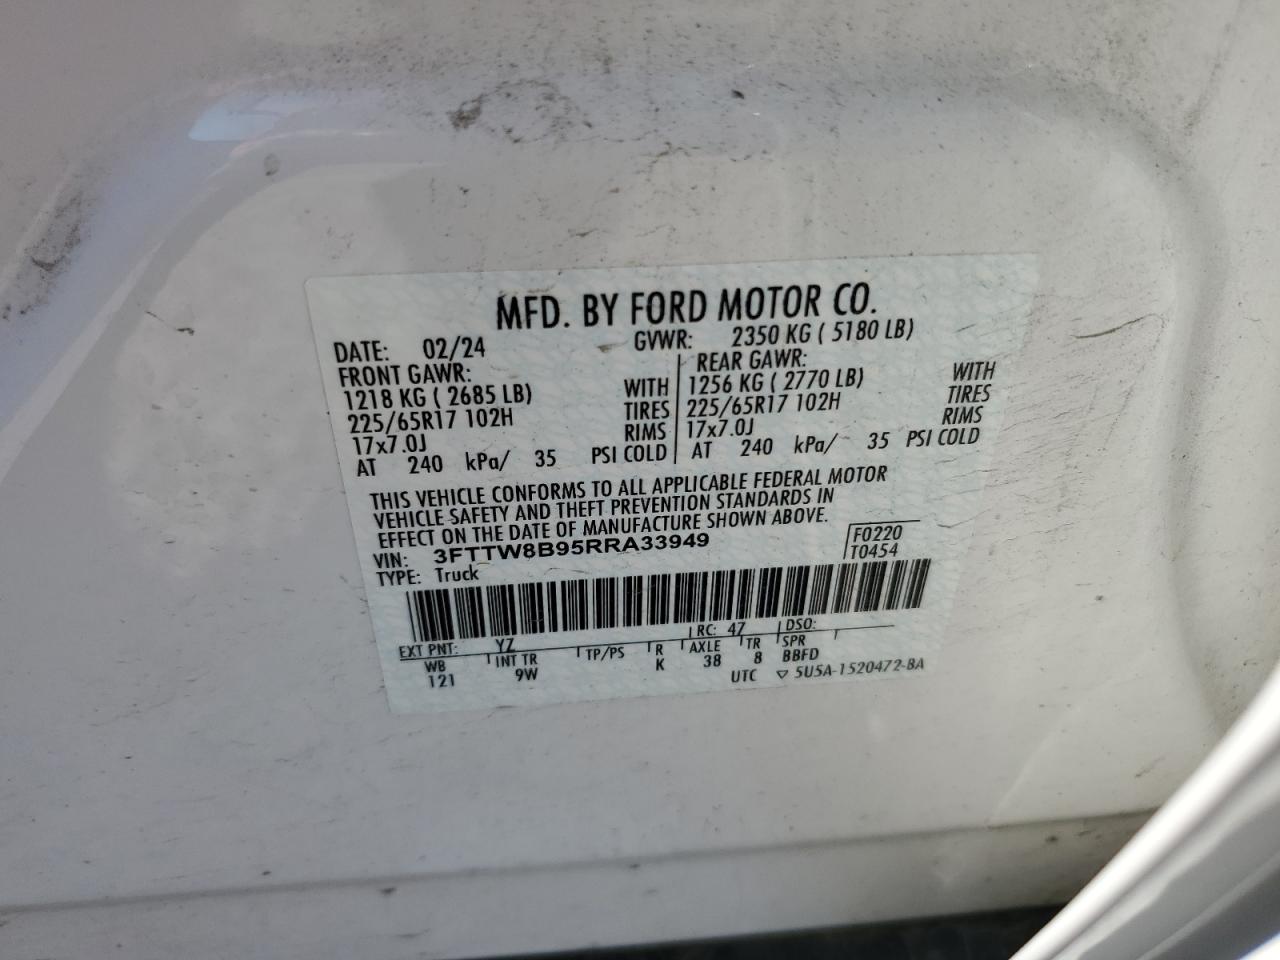 MFD. BY FORD MOTOR CO.
DATE: 02/24 GVWR: 2350 KG ( 5180 LB)
FRONT GAWR: REAR GAWR:
1218 KG ( 2685 LB) WITH 1256 KG ( 2770 LB) WITH
225/65R17 102H TIRES 225/65R17 102H TIRES
17x7.0J RIMS 17x7.0J RIMS
AT 240 kPa/ 35 PSI COLD AT 240 kPa/ 35 PSI COLD
THIS VEHICLE CONFORMS TO ALL APPLICABLE FEDERAL MOTOR
VEHICLE SAFETY AND THEFT PREVENTION STANDARDS IN
EFFECT ON THE DATE OF MANUFACTURE SHOWN ABOVE.
VIN: 3FTTW8B95RRA33949 F0220
TYPE: Truck T0454
EXT PNT: YZ RC: 47 DSO:
WB INT TR TP/PS R AXLE TR SPR
121 9W K 38 8 BBFD
UTC ▽ 5U5A-1520472-BA